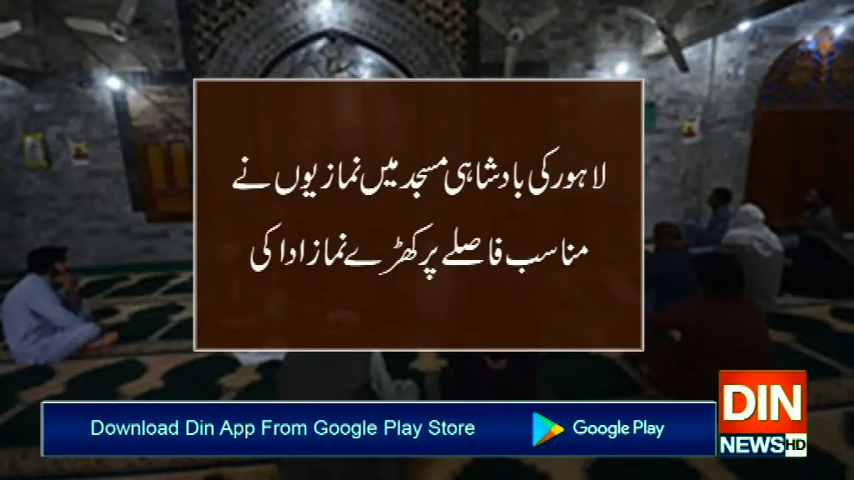 لاہور کی بادشاہی مسجد میں نمازیوں نے
مناسب فاصلے پر کھڑے نماز ادا کی
Download Din App From Google Play Store
Google Play
DIN
NEWS HD